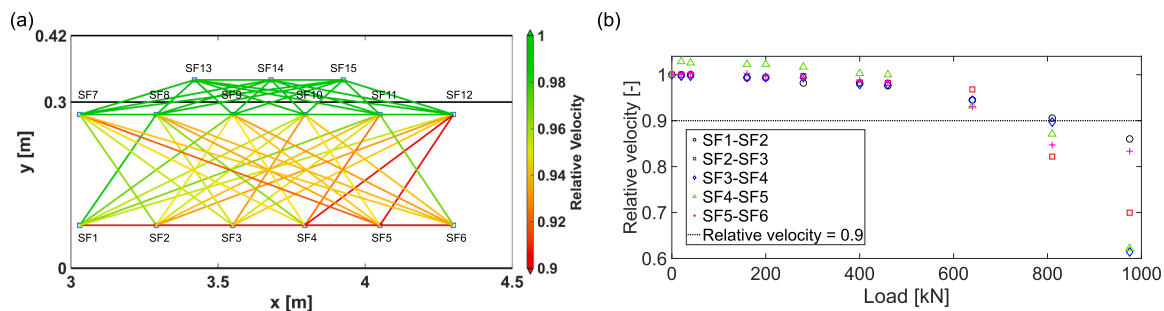 (a)
0.42
0.3
0
y [m]
SF13 SF14 SF15
SF7 SF8 SF9 SF10 SF11 SF12
SF1 SF2 SF3 SF4 SF5 SF6
3 3.5 4 4.5
x [m]
1
0.98
0.96
0.94
0.92
0.9
Relative Velocity
(b)
1
0.9
0.8
0.7
0.6
Relative velocity [-]
SF1-SF2
SF2-SF3
SF3-SF4
SF4-SF5
SF5-SF6
Relative velocity = 0.9
0 200 400 600 800 1000
Load [kN]